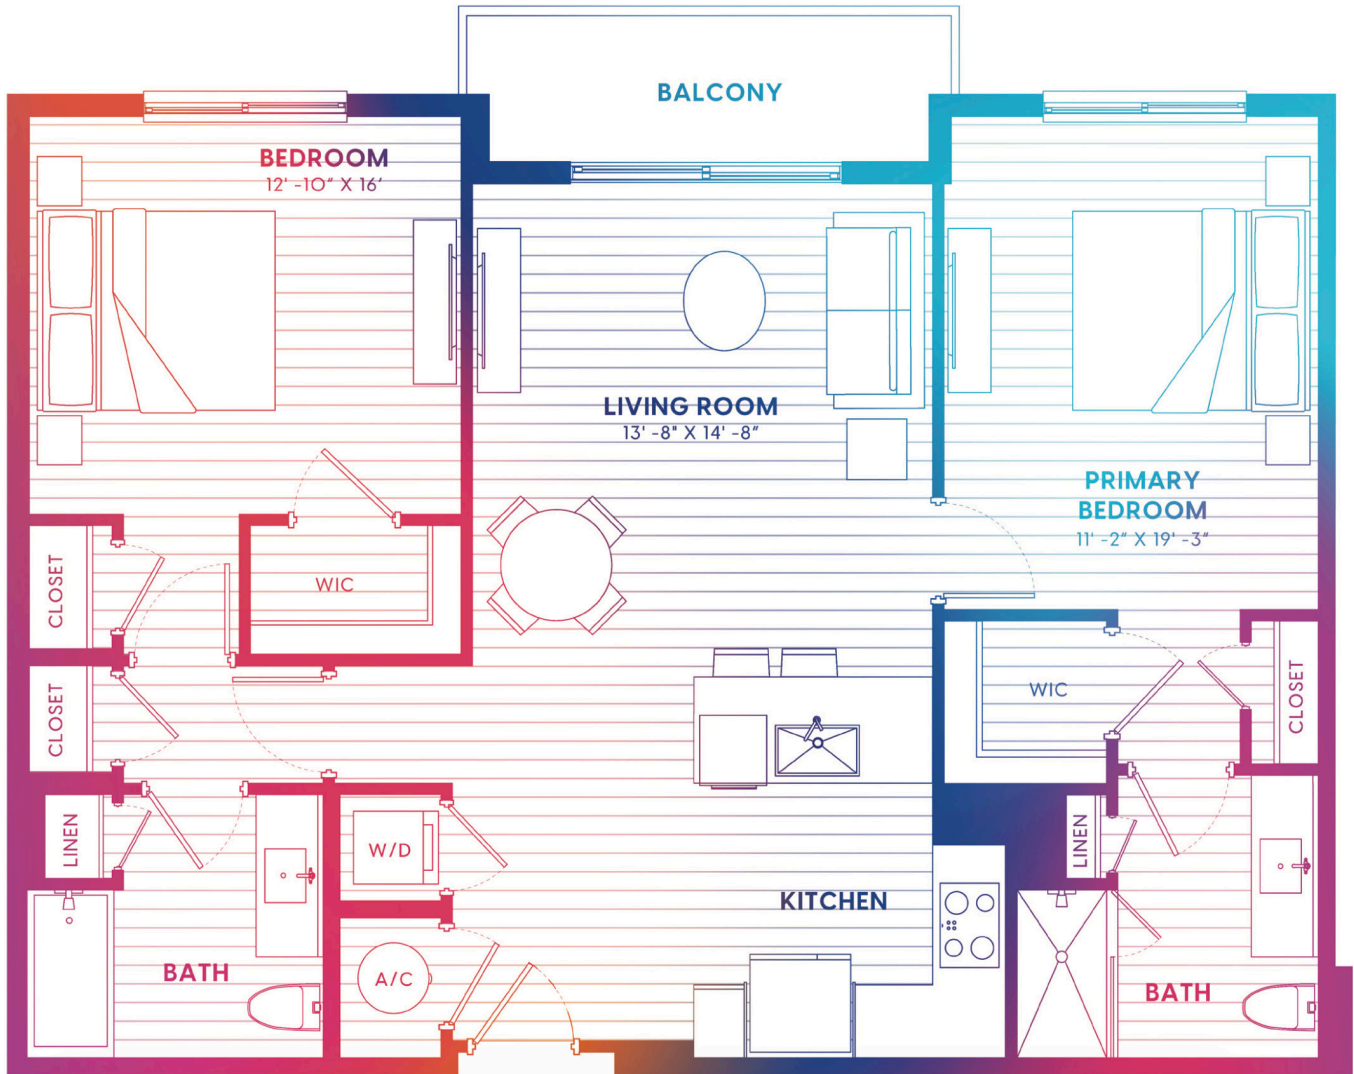 BALCONY
BEDROOM
12' -10" X 16'
LIVING ROOM
13' -8" X 14' -8"
PRIMARY
BEDROOM
11' -2" X 19' -3"
CLOSET
WIC
CLOSET
WIC
CLOSET
LINEN
W/D
KITCHEN
LINEN
BATH
A/C
BATH